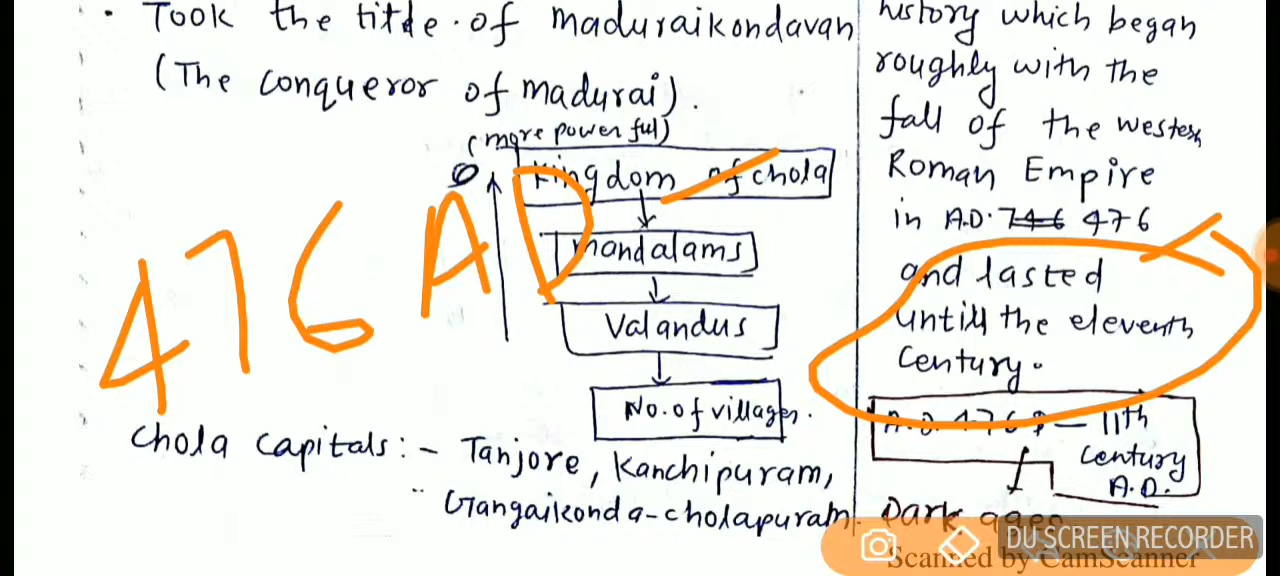 · Took the title of maduraikondavan
(The conqueror of madurai).
(more powerful)
Kingdom of chola
mandalams
Valandus
No. of villages.
Chola Capitals :- Tanjore, Kanchipuram,
Gangaikonda-cholapuram.
476 AD
history which began
roughly with the
fall of the western
Roman Empire
in A.D. 746 476
and lasted
untill the eleventh
Century.
A.D. 476 – 11th
century
A.D.
Dark ages
DU SCREEN RECORDER
Scanned by CamScanner